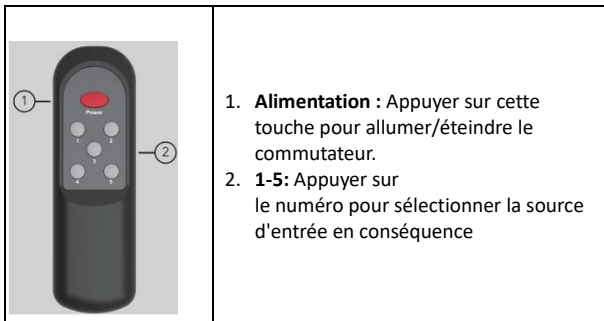 1
Power
1 2
3
2
4 5
1. Alimentation : Appuyer sur cette
touche pour allumer/éteindre le
commutateur.
2. 1-5: Appuyer sur
le numéro pour sélectionner la source
d'entrée en conséquence